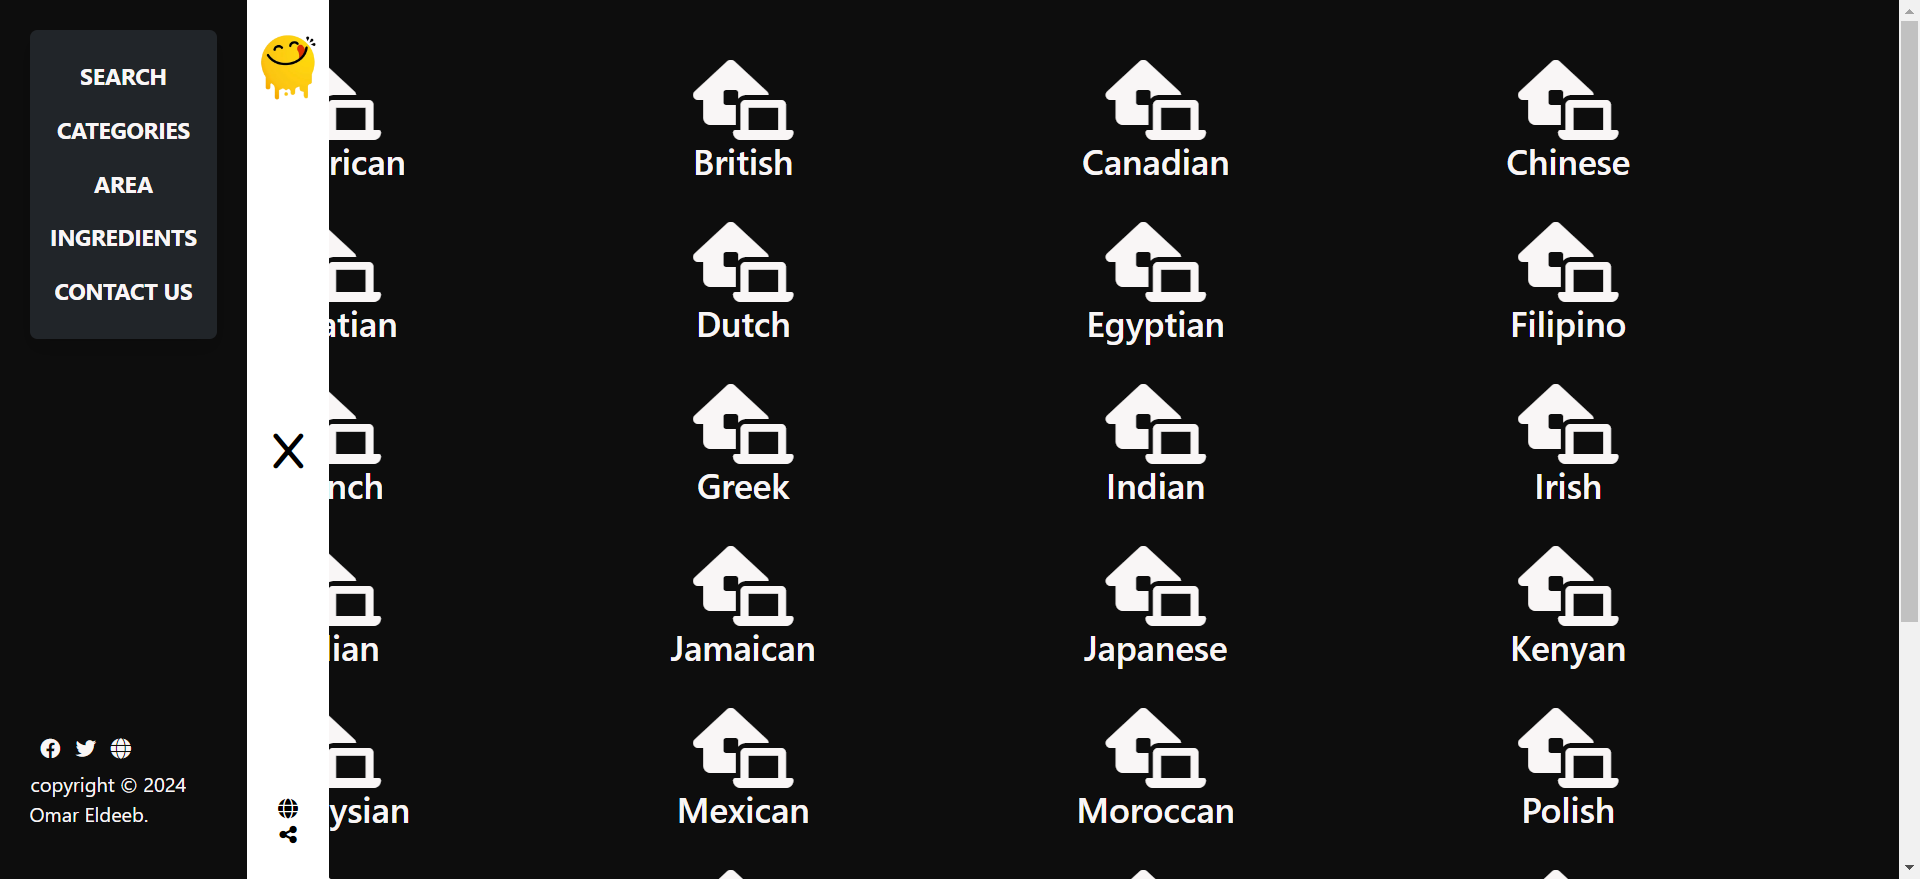 SEARCH
CATEGORIES
AREA
INGREDIENTS
CONTACT US
copyright © 2024
Omar Eldeeb.
rican British Canadian Chinese
atian Dutch Egyptian Filipino
nch Greek Indian Irish
lian Jamaican Japanese Kenyan
ysian Mexican Moroccan Polish